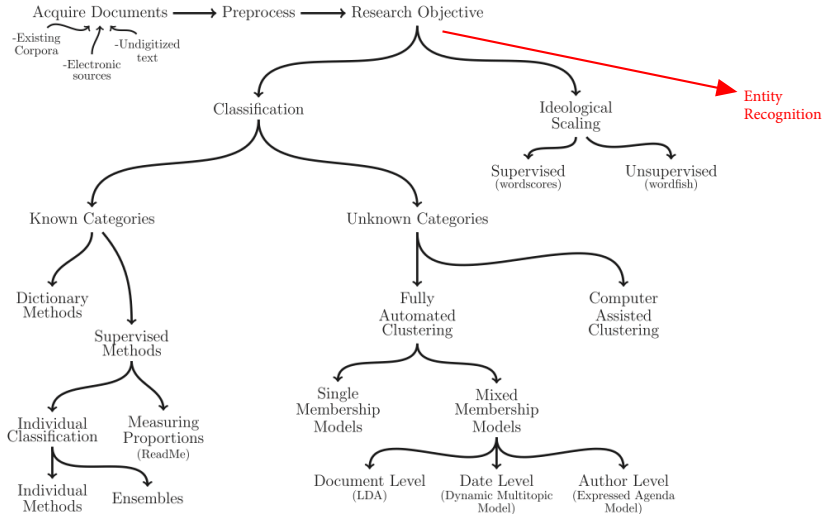 Acquire Documents
Preprocess
Research Objective
-Existing
Corpora
-Undigitized
text
-Electronic
sources
Entity
Recognition
Classification
Ideological
Scaling
Supervised
(wordscores)
Unsupervised
(wordfish)
Known Categories
Unknown Categories
Dictionary
Methods
Supervised
Methods
Fully
Automated
Clustering
Computer
Assisted
Clustering
Individual
Classification
Measuring
Proportions
(ReadMe)
Single
Membership
Models
Mixed
Membership
Models
Individual
Methods
Ensembles
Document Level
(LDA)
Date Level
(Dynamic Multitopic
Model)
Author Level
(Expressed Agenda
Model)